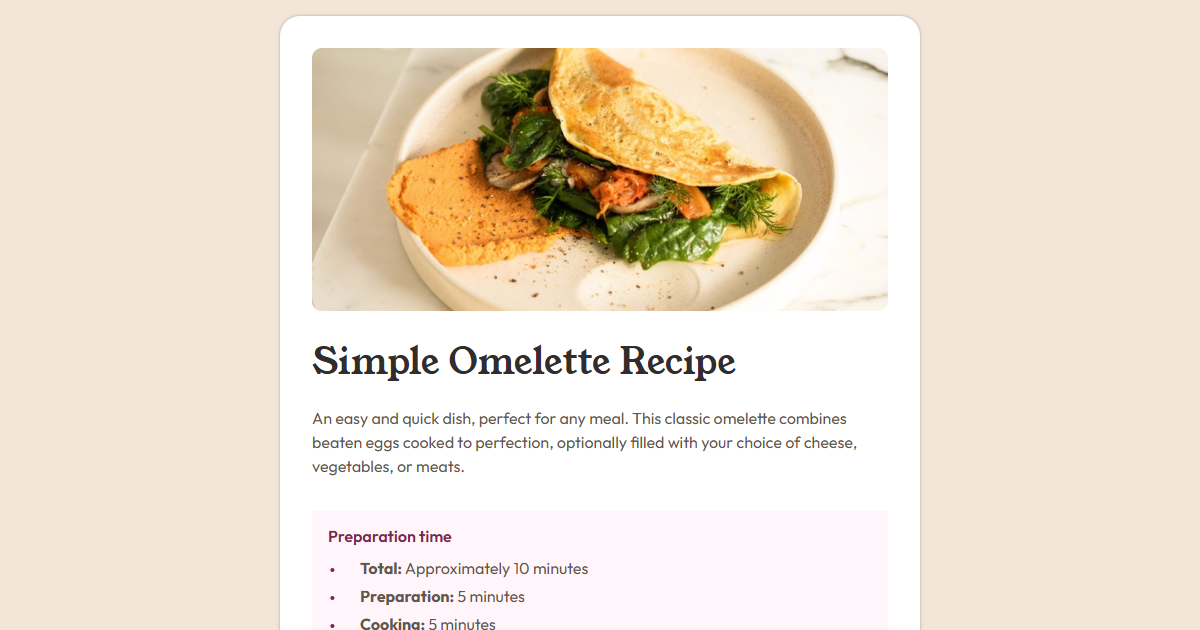 Simple Omelette Recipe
An easy and quick dish, perfect for any meal. This classic omelette combines
beaten eggs cooked to perfection, optionally filled with your choice of cheese,
vegetables, or meats.
Preparation time
• Total: Approximately 10 minutes
• Preparation: 5 minutes
• Cooking: 5 minutes